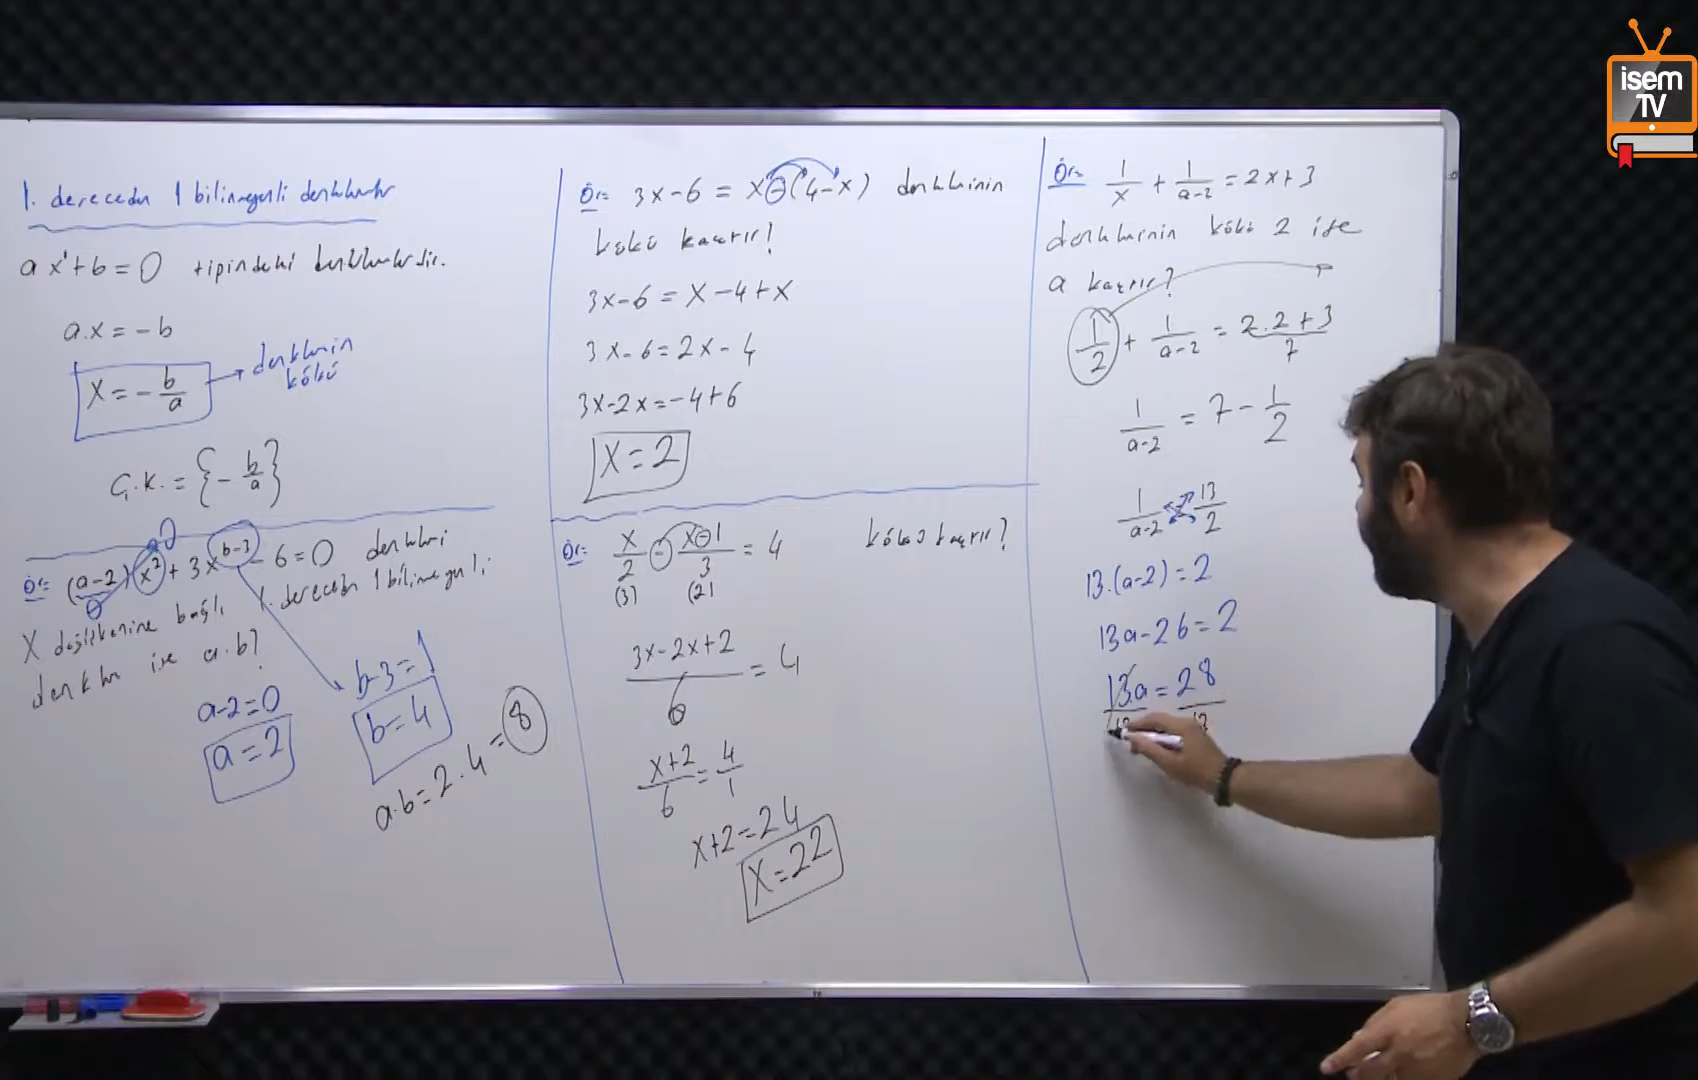 isem
TV
1. dereceden 1 bilinmeyenli denklemler
ax¹+b=0 tipindeki denklemlerdir.
a.x=-b
x=-b/a → denklemin
kökü
Ç.K.={-b/a}
Ör: (a-2)x²+3x^(b-3)-6=0 denklemi
0
0
x değişkenine bağlı 1. dereceden 1 bilinmeyenli
denklem ise a.b?
a-2=0
a=2
b-3=1
b=4
a.b=2.4=8
Ör: 3x-6=x-(4-x) denkleminin
kökü kaçtır?
3x-6=x-4+x
3x-6=2x-4
3x-2x=-4+6
x=2
Ör: x/2-(x-1)/3=4 kökü kaçtır?
(3) (2)
(3x-2x+2)/6=4
(x+2)/6=4/1
x+2=24
x=22
Ör: 1/x+1/(a-2)=2x+3
denkleminin kökü 2 ise
a kaçtır?
1/2+1/(a-2)=2.2+3
7
1/(a-2)=7-1/2
1/(a-2)=13/2
13.(a-2)=2
13a-26=2
13a=28
13 13